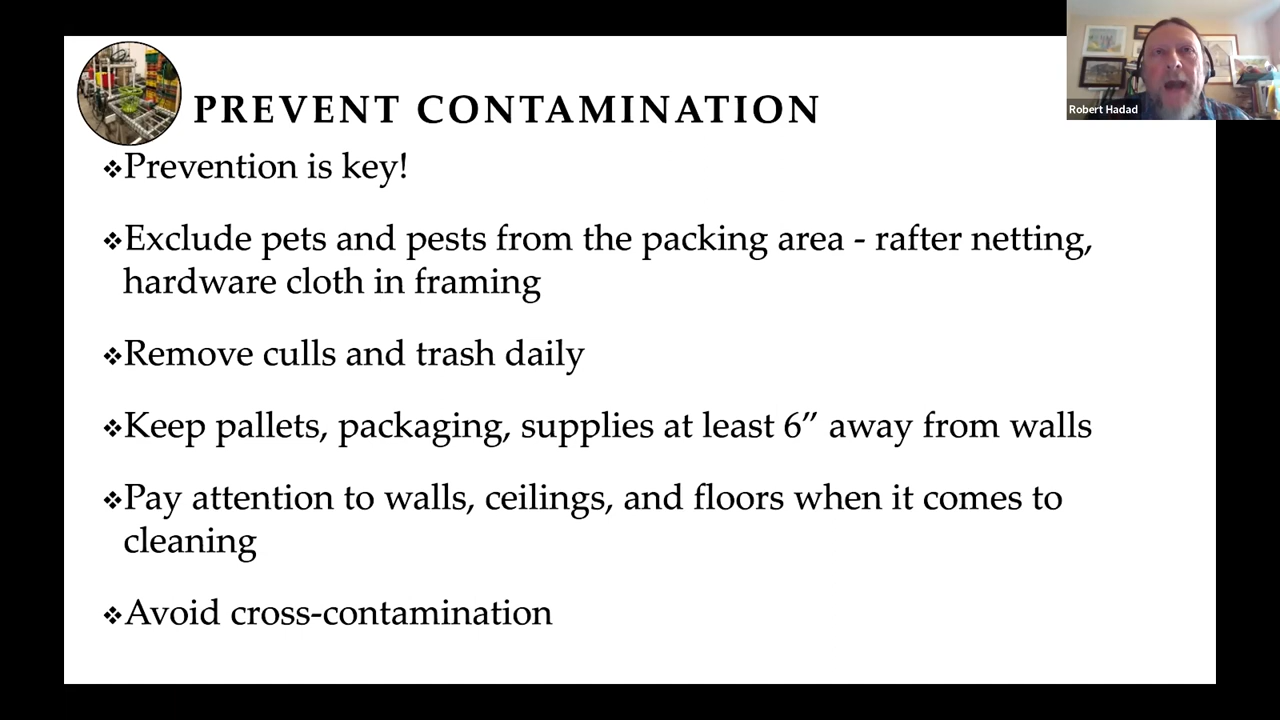 PREVENT CONTAMINATION
Robert Hadad
❖Prevention is key!
❖Exclude pets and pests from the packing area - rafter netting,
hardware cloth in framing
❖Remove culls and trash daily
❖Keep pallets, packaging, supplies at least 6″ away from walls
❖Pay attention to walls, ceilings, and floors when it comes to
cleaning
❖Avoid cross-contamination